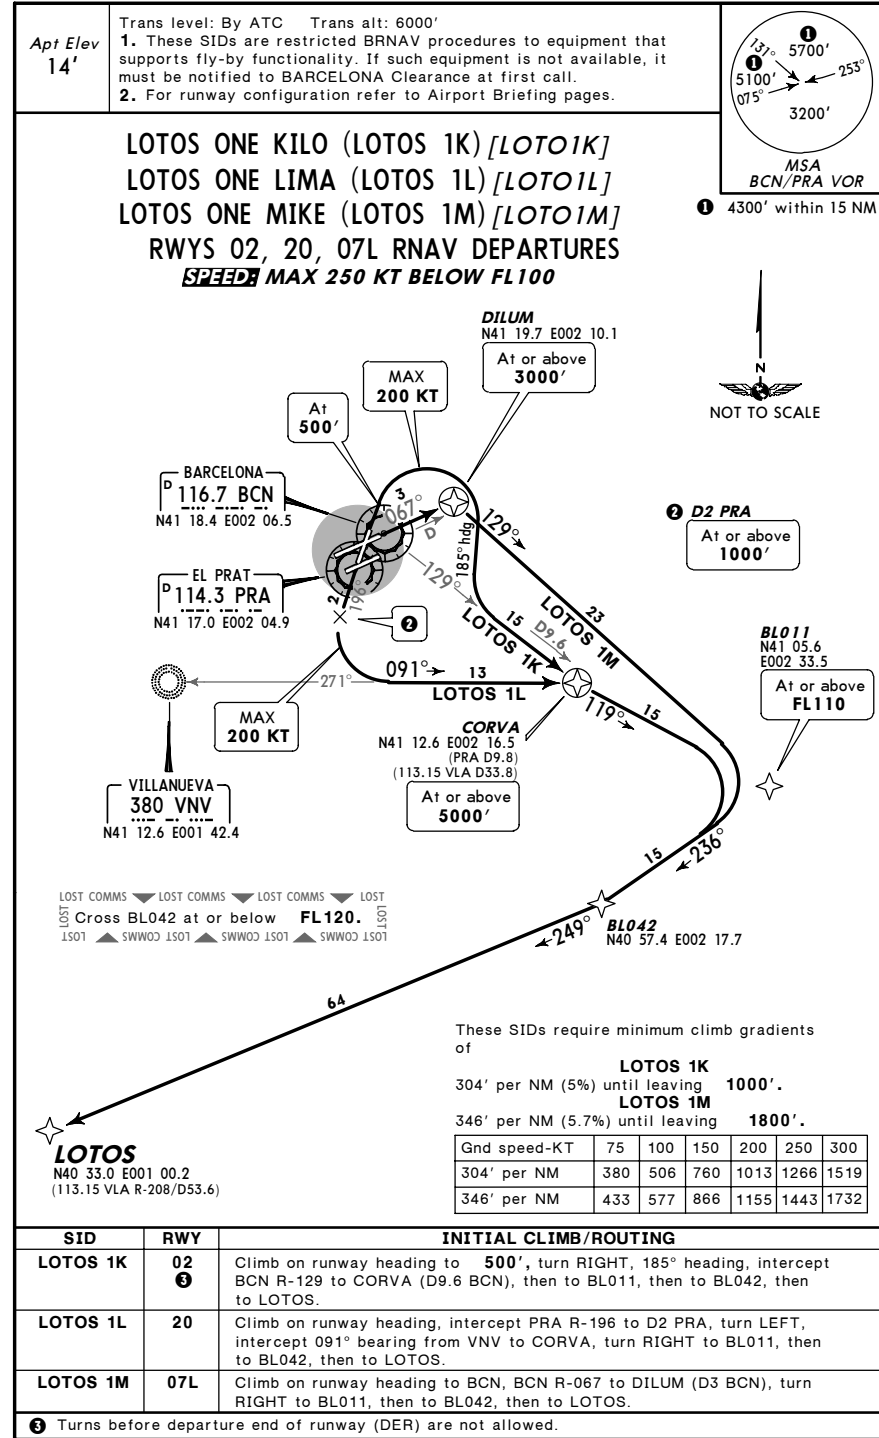 Apt Elev
14'
Trans level: By ATC Trans alt: 6000'
1. These SIDs are restricted BRNAV procedures to equipment that
supports fly-by functionality. If such equipment is not available, it
must be notified to BARCELONA Clearance at first call.
2. For runway configuration refer to Airport Briefing pages.
131°
❶
5700'
❶
5100'
253°
075°
3200'
MSA
BCN/PRA VOR
❶ 4300' within 15 NM
LOTOS ONE KILO (LOTOS 1K) [LOTO1K]
LOTOS ONE LIMA (LOTOS 1L) [LOTO1L]
LOTOS ONE MIKE (LOTOS 1M) [LOTO1M]
RWYS 02, 20, 07L RNAV DEPARTURES
SPEED: MAX 250 KT BELOW FL100
DILUM
N41 19.7 E002 10.1
At or above
3000'
MAX
200 KT
At
500'
N
NOT TO SCALE
BARCELONA
D
116.7 BCN
N41 18.4 E002 06.5
3
067°
D
129°
185°hdg
❷ D2 PRA
At or above
1000'
EL PRAT
D
114.3 PRA
N41 17.0 E002 04.9
129°
2
196°
❷
15
D9.6
LOTOS 1K
LOTOS 1M
23
BL011
N41 05.6
E002 33.5
At or above
FL110
271°
091°
13
LOTOS 1L
119°
15
MAX
200 KT
CORVA
N41 12.6 E002 16.5
(PRA D9.8)
(113.15 VLA D33.8)
At or above
5000'
VILLANUEVA
380 VNV
N41 12.6 E001 42.4
15
236°
LOST COMMS LOST COMMS LOST COMMS LOST
LOST
Cross BL042 at or below FL120.
LOST
LOST COMMS LOST COMMS LOST COMMS LOST
249°
BL042
N40 57.4 E002 17.7
64
These SIDs require minimum climb gradients
of
LOTOS 1K
304' per NM (5%) until leaving 1000'.
LOTOS 1M
346' per NM (5.7%) until leaving 1800'.
Gnd speed-KT 75 100 150 200 250 300
304' per NM 380 506 760 1013 1266 1519
346' per NM 433 577 866 1155 1443 1732
LOTOS
N40 33.0 E001 00.2
(113.15 VLA R-208/D53.6)
SID RWY INITIAL CLIMB/ROUTING
LOTOS 1K 02 ❸ Climb on runway heading to 500', turn RIGHT, 185° heading, intercept
BCN R-129 to CORVA (D9.6 BCN), then to BL011, then to BL042, then
to LOTOS.
LOTOS 1L 20 Climb on runway heading, intercept PRA R-196 to D2 PRA, turn LEFT,
intercept 091° bearing from VNV to CORVA, turn RIGHT to BL011, then
to BL042, then to LOTOS.
LOTOS 1M 07L Climb on runway heading to BCN, BCN R-067 to DILUM (D3 BCN), turn
RIGHT to BL011, then to BL042, then to LOTOS.
❸ Turns before departure end of runway (DER) are not allowed.